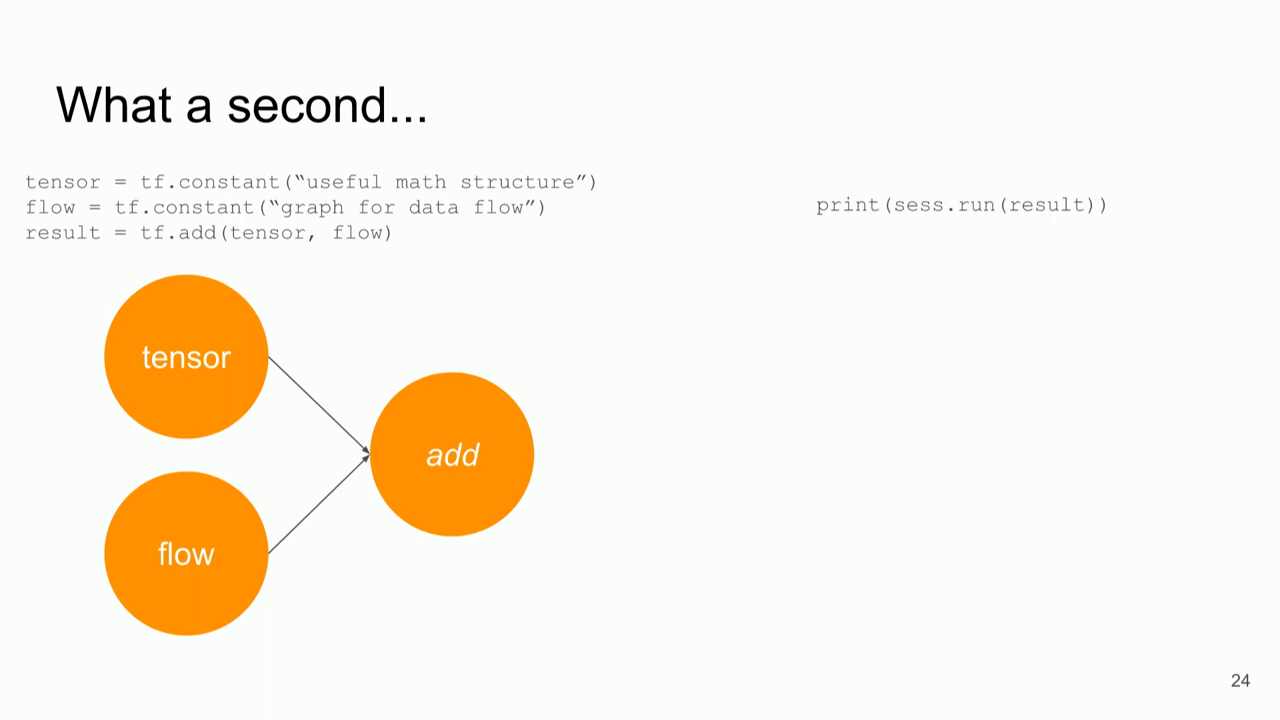 What a second...
tensor = tf.constant(“useful math structure”)
flow = tf.constant(“graph for data flow”)
result = tf.add(tensor, flow)
print(sess.run(result))
tensor
add
flow
24